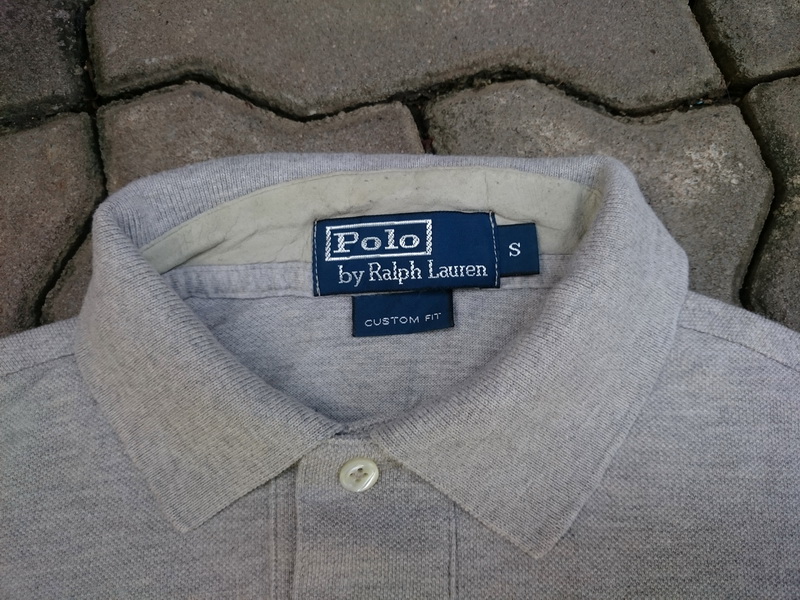 Polo
by Ralph Lauren
S
CUSTOM FIT